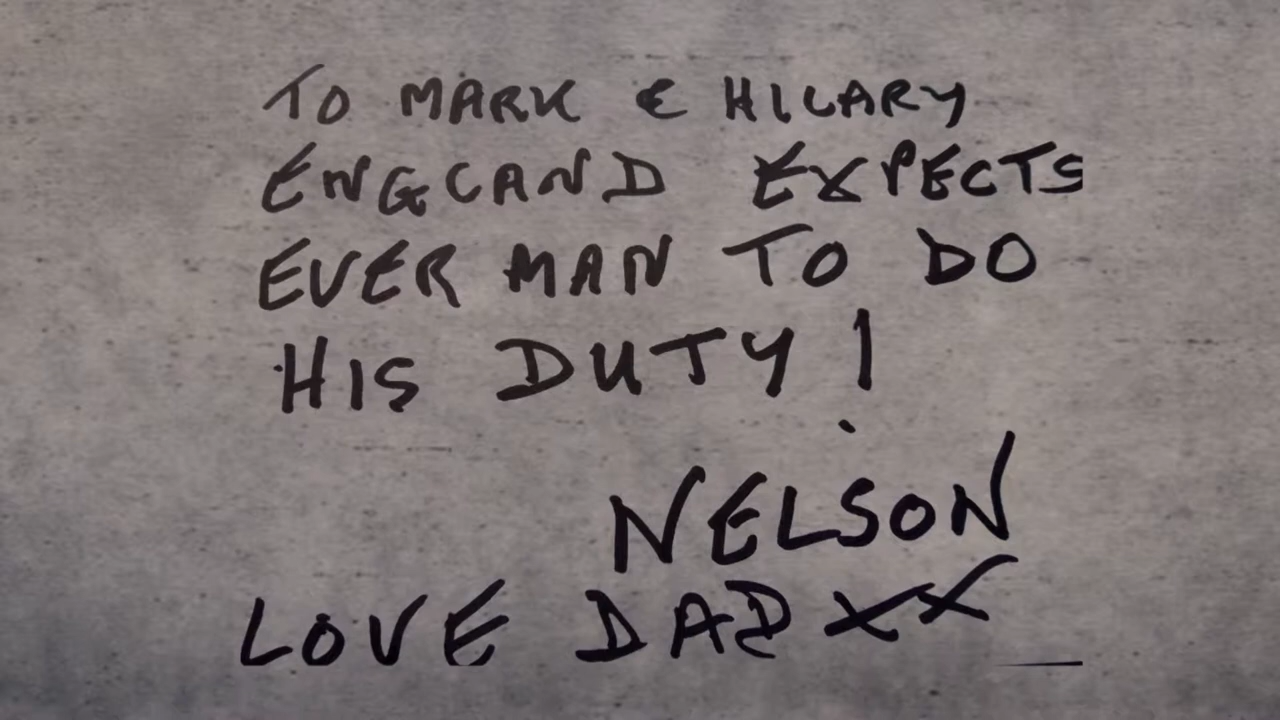 TO MARK & HILARY
ENGLAND EXPECTS
EVER MAN TO DO
HIS DUTY!
NELSON
LOVE DAD XX